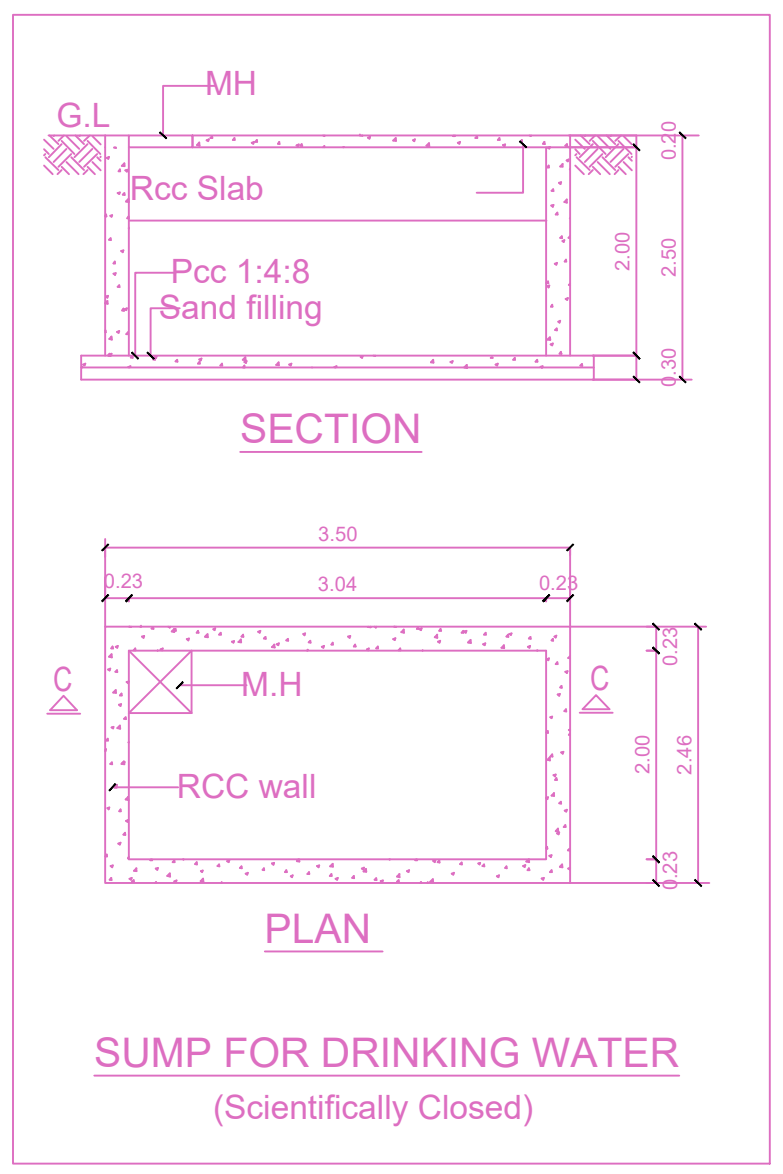 MH
G.L
0.20
Rcc Slab
2.00
2.50
Pcc 1:4:8
Sand filling
0.30
SECTION
3.50
0.23
3.04
0.23
0.23
C
M.H
C
2.00
2.46
RCC wall
0.23
PLAN
SUMP FOR DRINKING WATER
(Scientifically Closed)